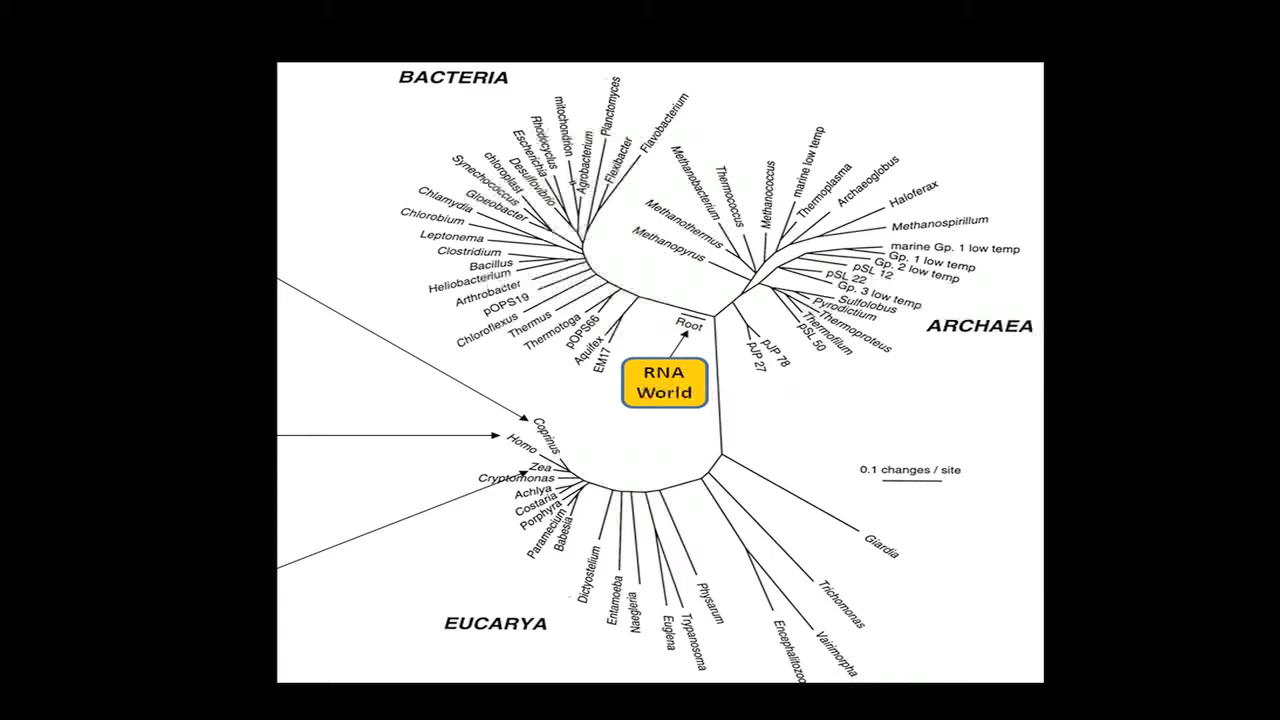 BACTERIA
Planctomyces
Flavobacterium
mitochondrion
Rhodocyclus
Escherichia
Agrobacterium
Flexibacter
chloroplast
Desulfovibrio
Synechococcus
Gloeobacter
Chlamydia
Chlorobium
Leptonema
Clostridium
Bacillus
Heliobacterium
Arthrobacter
pOPS19
Chloroflexus
Thermus
Thermotoga
pOPS66
Aquifex
EM17
Root
RNA
World
Methanobacterium
Thermococcus
Methanococcus
marine low temp
Thermoplasma
Archaeoglobus
Haloferax
Methanothermus
Methanopyrus
Methanospirillum
marine Gp. 1 low temp
Gp. 1 low temp
Gp. 2 low temp
pSL 12
pSL 22
Gp. 3 low temp
Sulfolobus
Pyrodictium
Thermoproteus
Thermofilum
pSL 50
pJP 78
pJP 27
ARCHAEA
Coprinus
Homo
Zea
Cryptomonas
Achlya
Costaria
Porphyra
Paramecium
Babesia
Dictyostelium
Entamoeba
Naegleria
Euglena
Trypanosoma
Physarum
Encephalitozoo
Vairimorpha
Trichomonas
Giardia
0.1 changes / site
EUCARYA